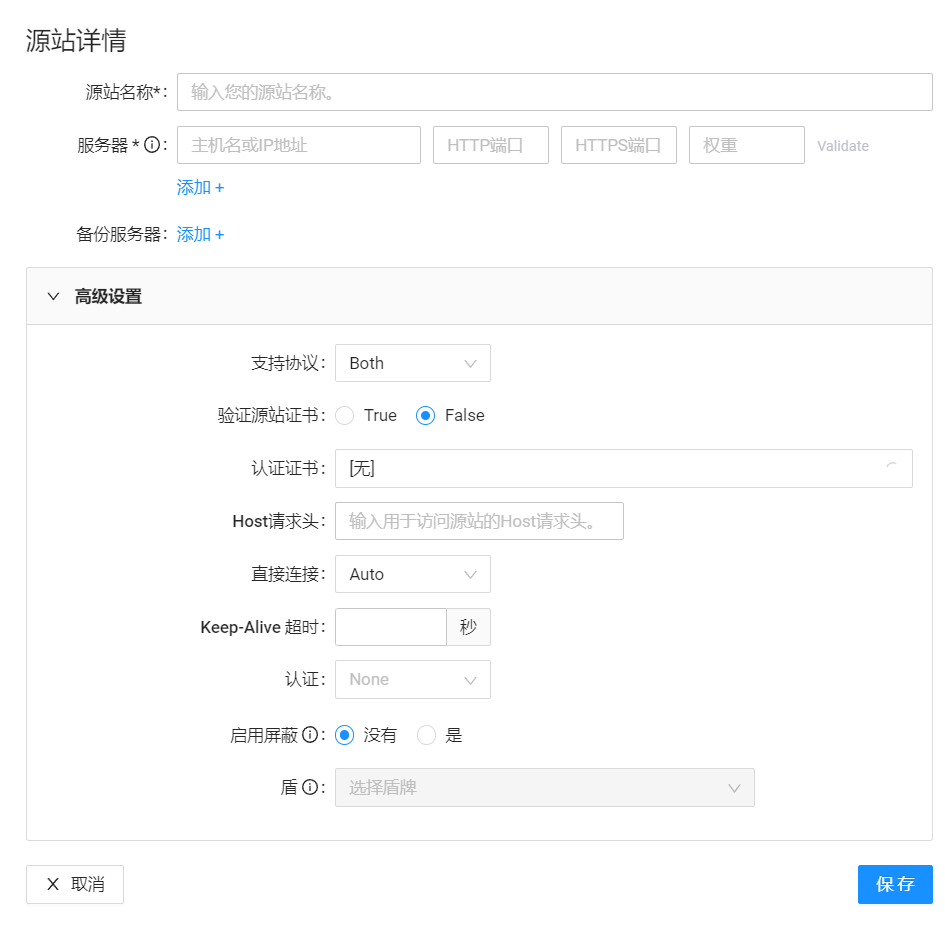 源站详情
源站名称*: 输入您的源站名称。
服务器 * : 主机名或IP地址 HTTP端口 HTTPS端口 权重 Validate
添加 +
备份服务器: 添加 +
高级设置
支持协议: Both
验证源站证书: True False
认证证书: [无]
Host请求头: 输入用于访问源站的Host请求头。
直接连接: Auto
Keep-Alive 超时: 秒
认证: None
启用屏蔽 : 没有 是
盾 : 选择盾牌
取消 保存